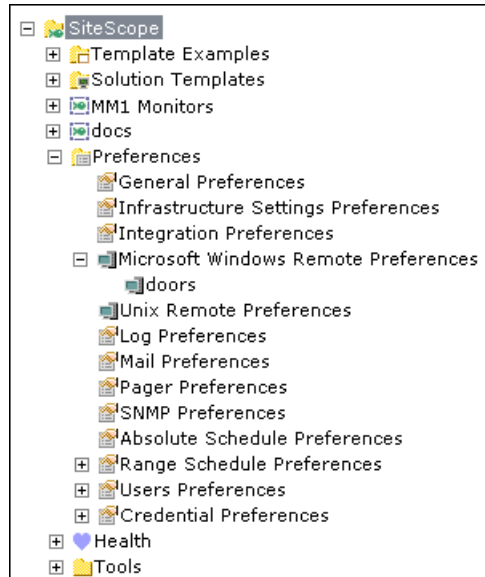 SiteScope
Template Examples
Solution Templates
MM1 Monitors
docs
Preferences
General Preferences
Infrastructure Settings Preferences
Integration Preferences
Microsoft Windows Remote Preferences
doors
Unix Remote Preferences
Log Preferences
Mail Preferences
Pager Preferences
SNMP Preferences
Absolute Schedule Preferences
Range Schedule Preferences
Users Preferences
Credential Preferences
Health
Tools